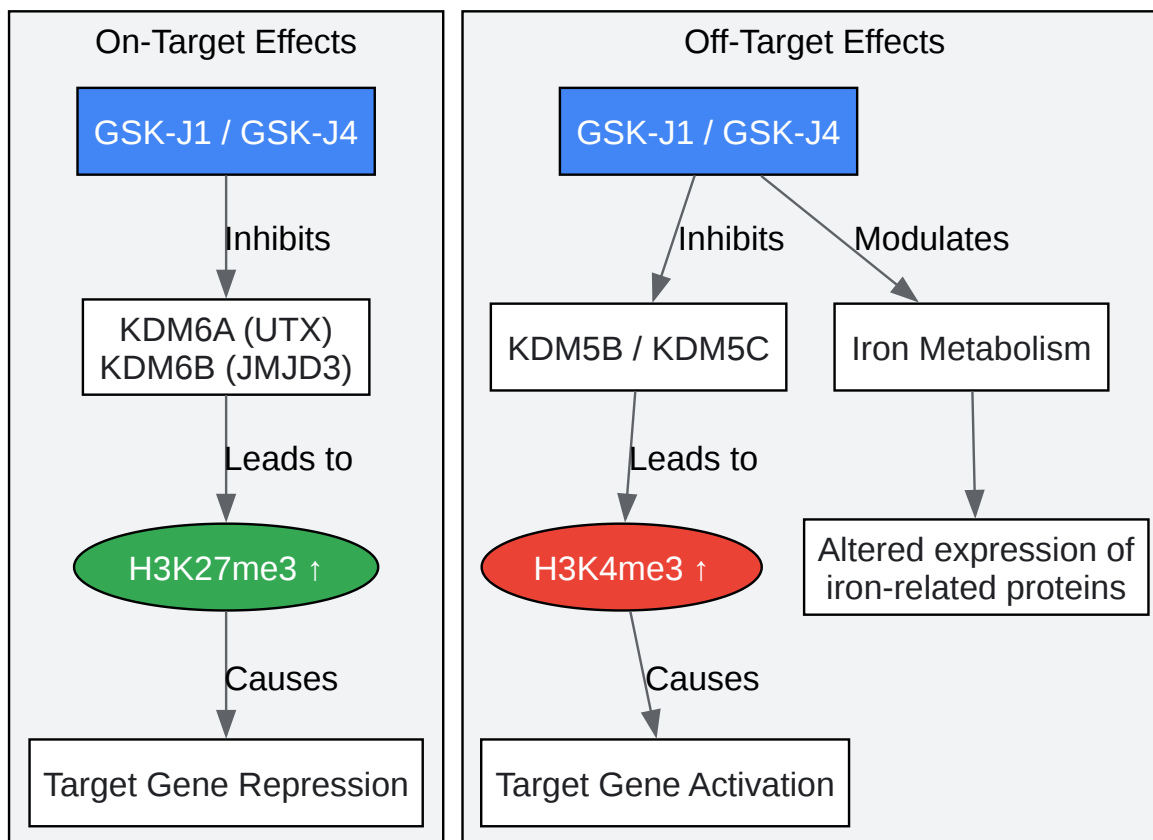 On-Target Effects
GSK-J1 / GSK-J4
Inhibits
KDM6A (UTX)
KDM6B (JMJD3)
Leads to
H3K27me3 ↑
Causes
Target Gene Repression
Off-Target Effects
GSK-J1 / GSK-J4
Inhibits
Modulates
KDM5B / KDM5C
Iron Metabolism
Leads to
H3K4me3 ↑
Altered expression of
iron-related proteins
Causes
Target Gene Activation